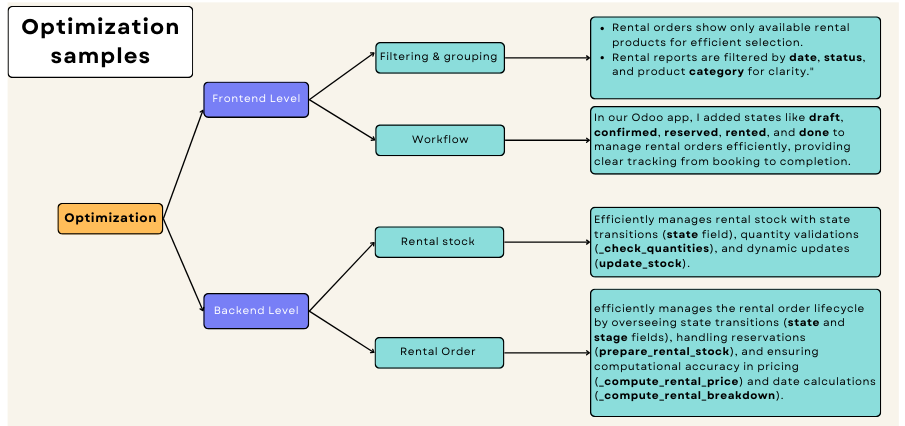 Optimization
samples
Optimization
Frontend Level
Filtering & grouping
• Rental orders show only available rental
products for efficient selection.
• Rental reports are filtered by date, status,
and product category for clarity."
Workflow
In our Odoo app, I added states like draft,
confirmed, reserved, rented, and done to
manage rental orders efficiently, providing
clear tracking from booking to completion.
Backend Level
Rental stock
Efficiently manages rental stock with state
transitions (state field), quantity validations
(_check_quantities), and dynamic updates
(update_stock).
Rental Order
efficiently manages the rental order lifecycle
by overseeing state transitions (state and
stage fields), handling reservations
(prepare_rental_stock), and ensuring
computational accuracy in pricing
(_compute_rental_price) and date calculations
(_compute_rental_breakdown).